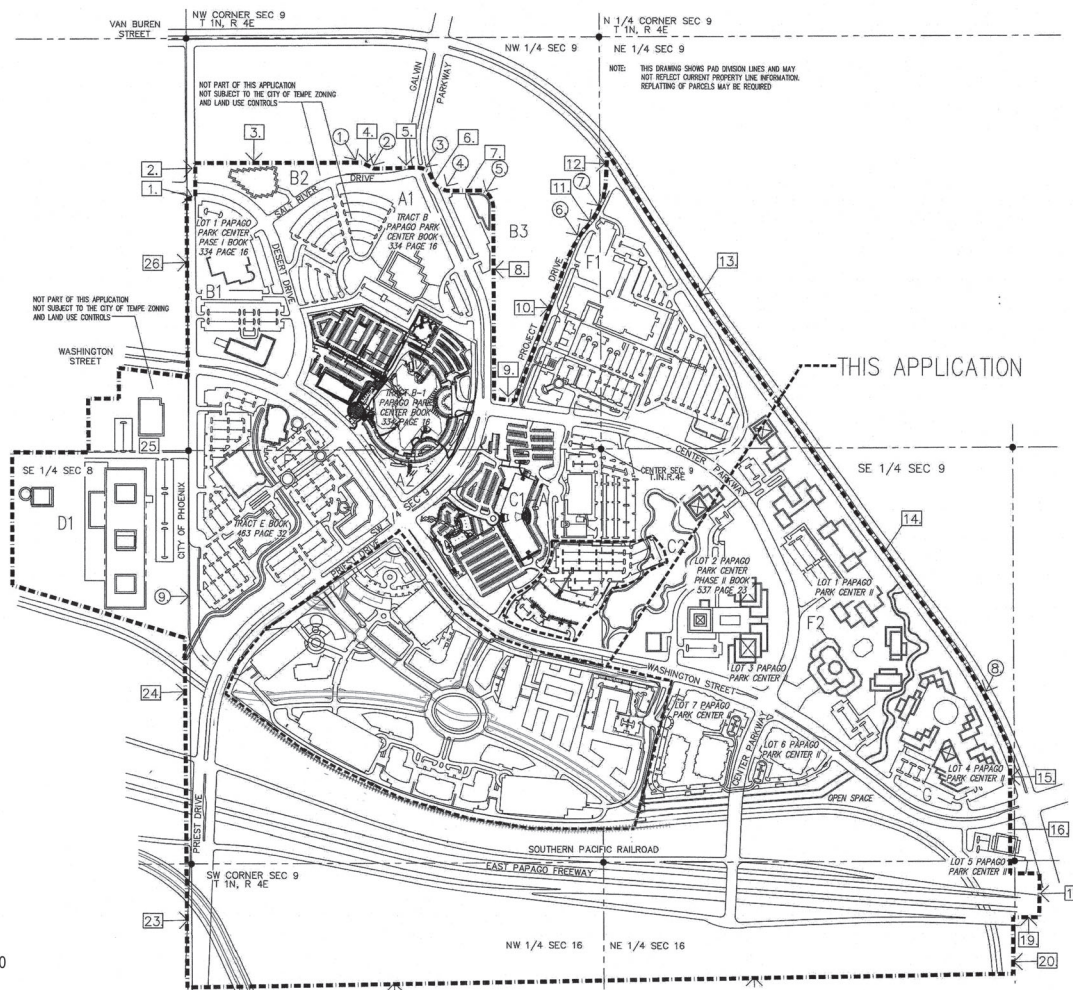 NW CORNER SEC 9
T 1N, R 4E
VAN BUREN
STREET
N 1/4 CORNER SEC 9
T 1N, R 4E
NW 1/4 SEC 9
NE 1/4 SEC 9
NOTE: THIS DRAWING SHOWS PAD DIVISION LINES AND MAY
NOT REFLECT CURRENT PROPERTY LINE INFORMATION.
REPLATTING OF PARCELS MAY BE REQUIRED
GALVIN
PARKWAY
NOT PART OF THIS APPLICATION
NOT SUBJECT TO THE CITY OF TEMPE ZONING
AND LAND USE CONTROLS
3.
1.
4.
2.
5.
3
6.
4
7.
5
2.
1.
12.
7
11.
6
B2
SALT RIVER
DRIVE
A1
TRACT B
PAPAGO PARK
CENTER BOOK
334 PAGE 16
LOT 1 PAPAGO
PARK CENTER
PASE I BOOK
334 PAGE 16
DESERT DRIVE
B3
8.
F1
13.
26
B1
10.
PROJECT
DRIVE
9.
NOT PART OF THIS APPLICATION
NOT SUBJECT TO THE CITY OF TEMPE ZONING
AND LAND USE CONTROLS
WASHINGTON
STREET
THIS APPLICATION
TRACT B-1
PAPAGO PARK
CENTER BOOK
334 PAGE 16
25
SE 1/4 SEC 8
A2
CENTER SEC. 9
T.1N.R.4E
CENTER
PARKWAY
SE 1/4 SEC 9
D1
CITY OF PHOENIX
TRACT E BOOK
463 PAGE 32
C1-A
14.
9
LOT 2 PAPAGO
PARK CENTER
PHASE II BOOK
537 PAGE 23
LOT 1 PAPAGO
PARK CENTER II
F2
LOT 3 PAPAGO
PARK CENTER
WASHINGTON STREET
8
24
LOT 7 PAPAGO
PARK CENTER
CENTER PARKWAY
LOT 6 PAPAGO
PARK CENTER II
LOT 4 PAPAGO
PARK CENTER II
15.
G
OPEN SPACE
PRIEST DRIVE
16.
SOUTHERN PACIFIC RAILROAD
EAST PAPAGO FREEWAY
LOT 5 PAPAGO
PARK CENTER II
SW CORNER SEC 9
T 1N, R 4E
23
19.
NW 1/4 SEC 16
NE 1/4 SEC 16
20.